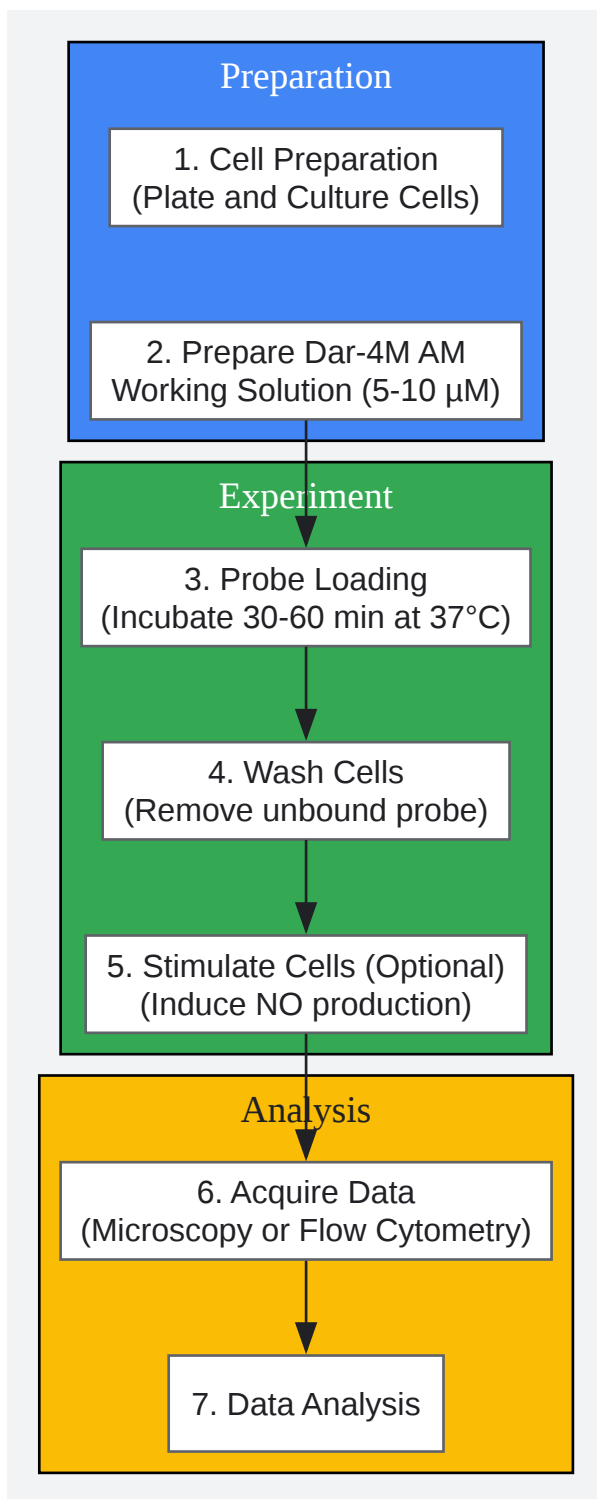 Preparation
1. Cell Preparation
(Plate and Culture Cells)
2. Prepare Dar-4M AM
Working Solution (5-10 µM)
Experiment
3. Probe Loading
(Incubate 30-60 min at 37°C)
4. Wash Cells
(Remove unbound probe)
5. Stimulate Cells (Optional)
(Induce NO production)
Analysis
6. Acquire Data
(Microscopy or Flow Cytometry)
7. Data Analysis